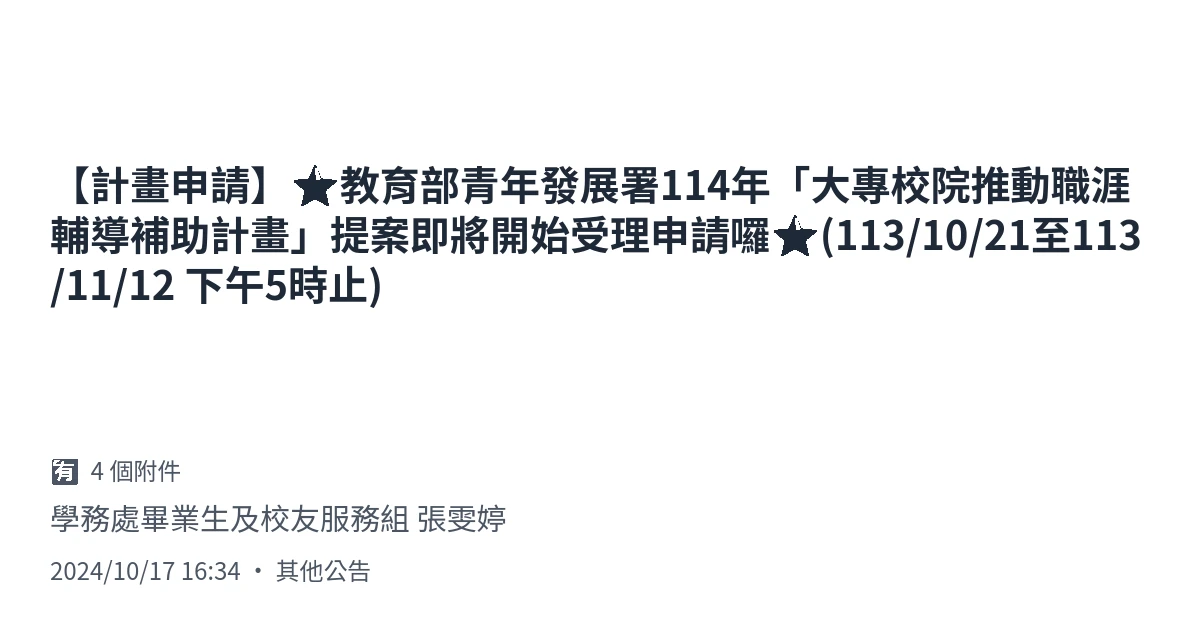 【計畫申請】★教育部青年發展署114年「大專校院推動職涯
輔導補助計畫」提案即將開始受理申請囉★(113/10/21至113
/11/12 下午5時止)
🈶 4 個附件
學務處畢業生及校友服務組 張雯婷
2024/10/17 16:34 · 其他公告